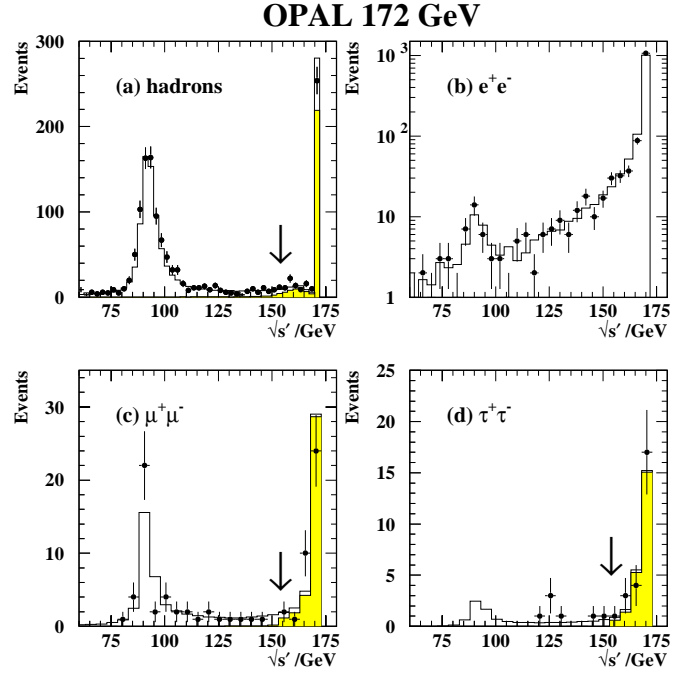 OPAL 172 GeV
Events
300
200
100
0
(a) hadrons
75 100 125 150 175
√s′ /GeV
Events
10³
10²
10
1
(b) e⁺e⁻
75 100 125 150 175
√s′ /GeV
Events
30
20
10
0
(c) μ⁺μ⁻
75 100 125 150 175
√s′ /GeV
Events
25
20
15
10
5
0
(d) τ⁺τ⁻
75 100 125 150 175
√s′ /GeV